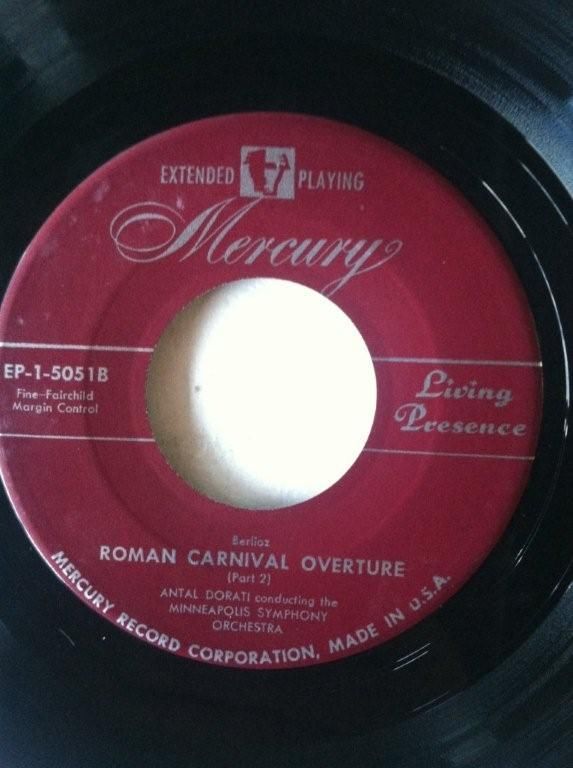 EXTENDED PLAYING
Mercury
EP-1-5051B
Fine-Fairchild
Margin Control
Living
Presence
Berlioz
ROMAN CARNIVAL OVERTURE
(Part 2)
ANTAL DORATI conducting the
MINNEAPOLIS SYMPHONY
ORCHESTRA
MERCURY RECORD CORPORATION, MADE IN U.S.A.